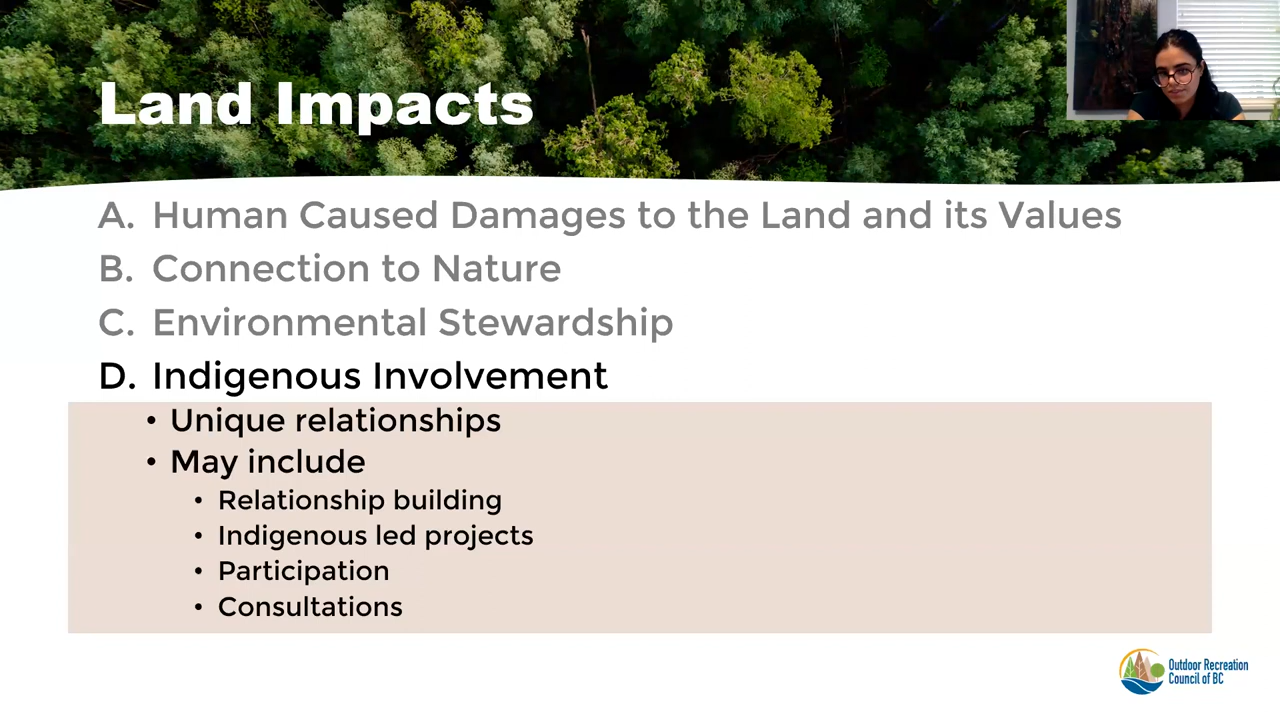 Land Impacts
A. Human Caused Damages to the Land and its Values
B. Connection to Nature
C. Environmental Stewardship
D. Indigenous Involvement
• Unique relationships
• May include
• Relationship building
• Indigenous led projects
• Participation
• Consultations
Outdoor Recreation
Council of BC